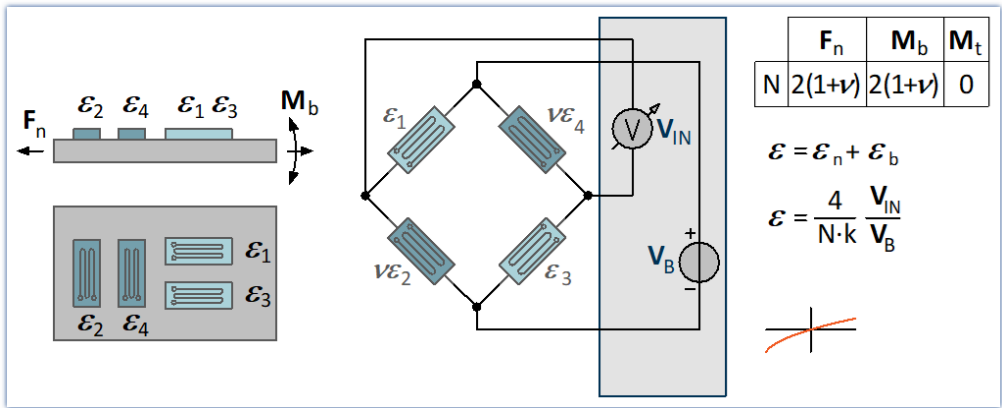 Fn
ε2 ε4 ε1 ε3
Mb
ε1
ε3
ε2 ε4
ε1
νε4
νε2
ε3
V
VIN
+
VB
−
Fn Mb Mt
N 2(1+ν) 2(1+ν) 0
ε = εn + εb
ε = 4/N·k VIN/VB